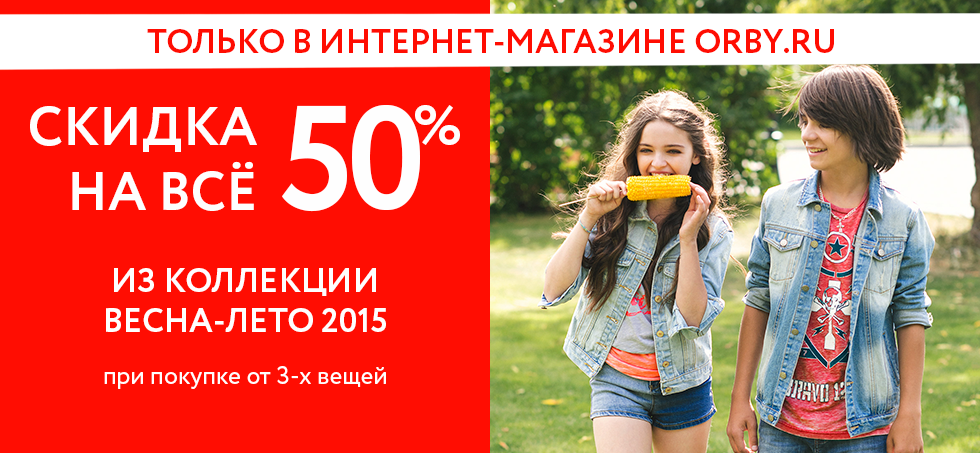 ТОЛЬКО В ИНТЕРНЕТ-МАГАЗИНЕ ORBY.RU
СКИДКА
НА ВСЁ
50%
ИЗ КОЛЛЕКЦИИ
ВЕСНА-ЛЕТО 2015
при покупке от 3-х вещей
BRAVO